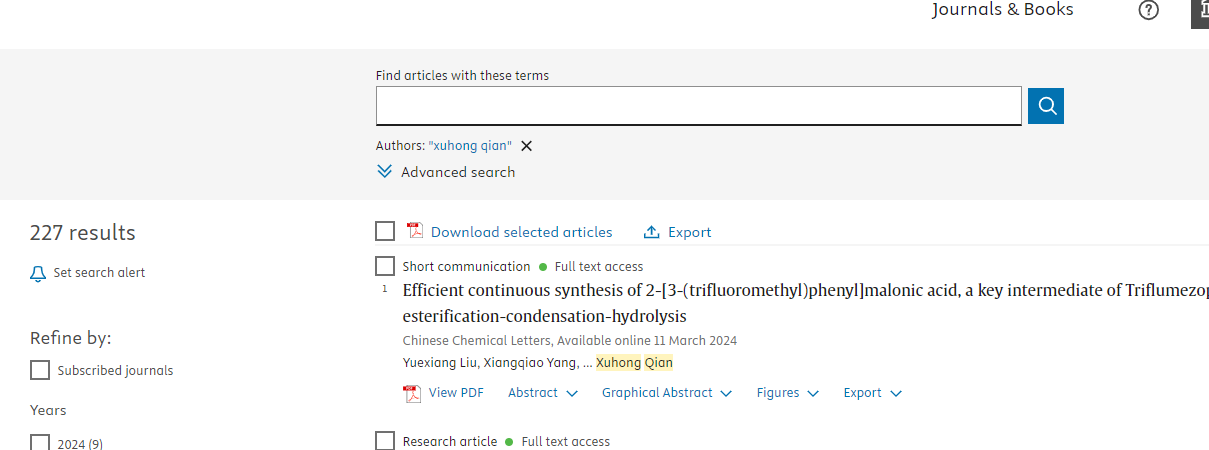 Journals & Books
Find articles with these terms
Authors: "xuhong qian"
Advanced search
227 results
Download selected articles
Export
Set search alert
Short communication
Full text access
1
Efficient continuous synthesis of 2-[3-(trifluoromethyl)phenyl]malonic acid, a key intermediate of
esterification-condensation-hydrolysis
Chinese Chemical Letters, Available online 11 March 2024
Yuexiang Liu, Xiangqiao Yang, ... Xuhong Qian
View PDF
Abstract
Graphical Abstract
Figures
Export
Refine by:
Subscribed journals
Years
2024 (9)
Research article
Full text access